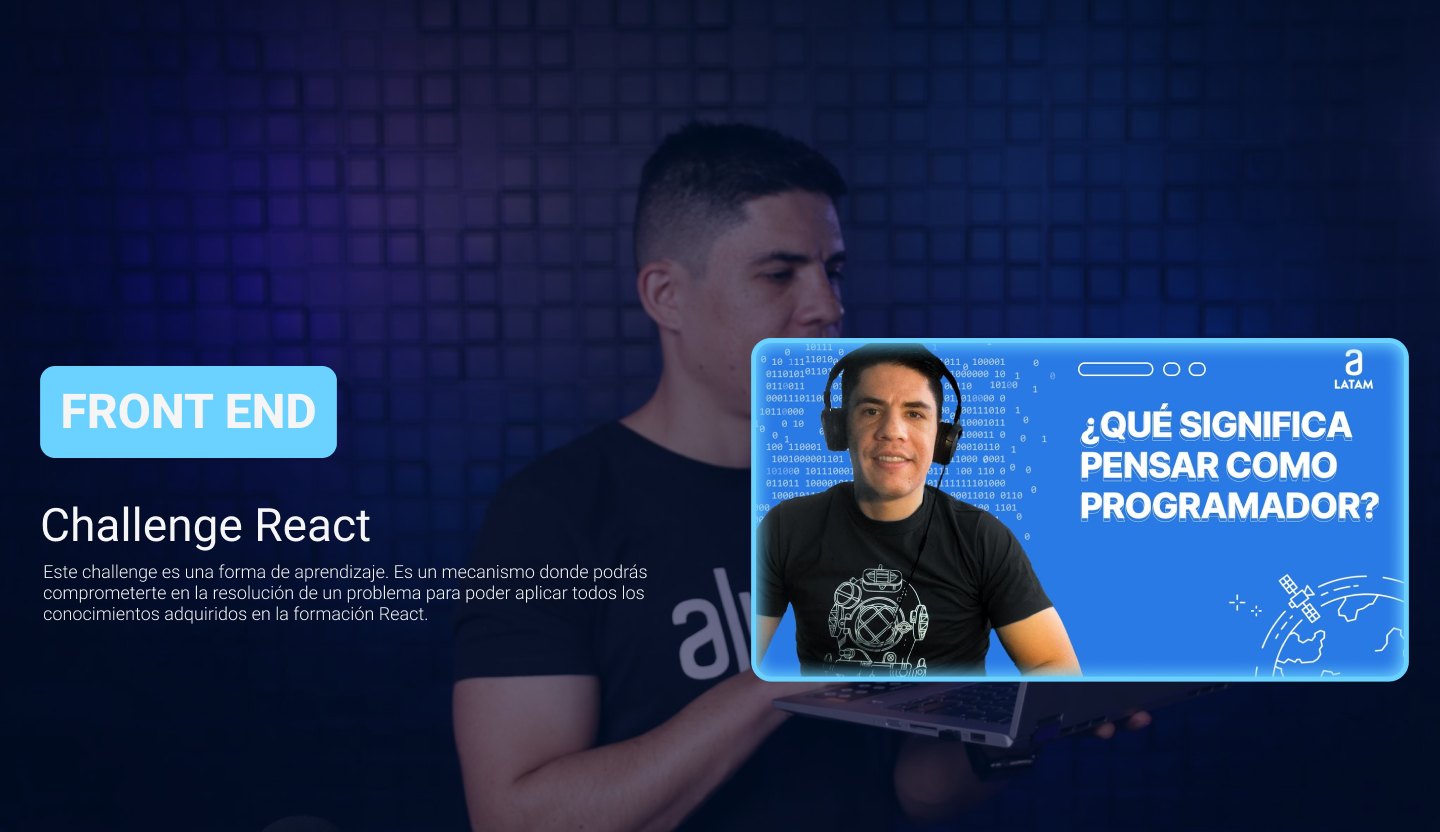 FRONT END
Challenge React
Este challenge es una forma de aprendizaje. Es un mecanismo donde podrás
comprometerte en la resolución de un problema para poder aplicar todos los
conocimientos adquiridos en la formación React.
a
LATAM
¿QUÉ SIGNIFICA
PENSAR COMO
PROGRAMADOR?